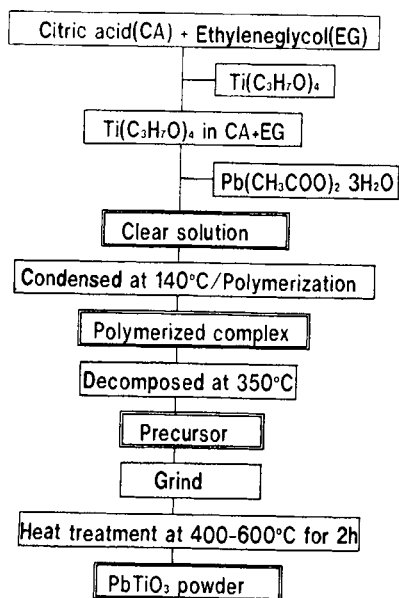 Citric acid(CA) + Ethyleneglycol(EG)
Ti(C₃H₇O)₄
Ti(C₃H₇O)₄ in CA+EG
Pb(CH₃COO)₂ 3H₂O
Clear solution
Condensed at 140°C/Polymerization
Polymerized complex
Decomposed at 350°C
Precursor
Grind
Heat treatment at 400-600°C for 2h
PbTiO₃ powder